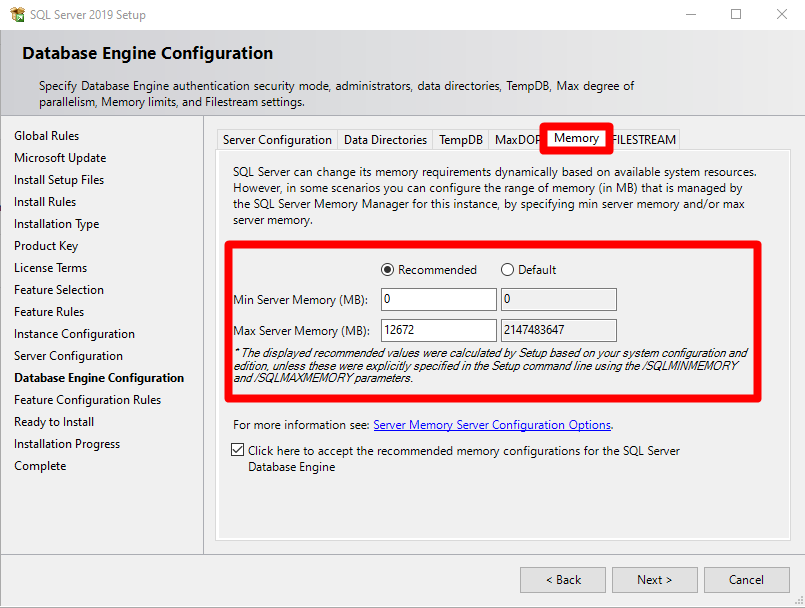 SQL Server 2019 Setup
Database Engine Configuration
Specify Database Engine authentication security mode, administrators, data directories, TempDB, Max degree of
parallelism, Memory limits, and Filestream settings.
Global Rules
Microsoft Update
Install Setup Files
Install Rules
Installation Type
Product Key
License Terms
Feature Selection
Feature Rules
Instance Configuration
Server Configuration
Database Engine Configuration
Feature Configuration Rules
Ready to Install
Installation Progress
Complete
Server Configuration Data Directories TempDB MaxDOP Memory FILESTREAM
SQL Server can change its memory requirements dynamically based on available system resources.
However, in some scenarios you can configure the range of memory (in MB) that is managed by
the SQL Server Memory Manager for this instance, by specifying min server memory and/or max
server memory.
Recommended Default
Min Server Memory (MB): 0 0
Max Server Memory (MB): 12672 2147483647
* The displayed recommended values were calculated by Setup based on your system configuration and
edition, unless these were explicitly specified in the Setup command line using the /SQLMINMEMORY
and /SQLMAXMEMORY parameters.
For more information see: Server Memory Server Configuration Options.
Click here to accept the recommended memory configurations for the SQL Server
Database Engine
< Back Next > Cancel